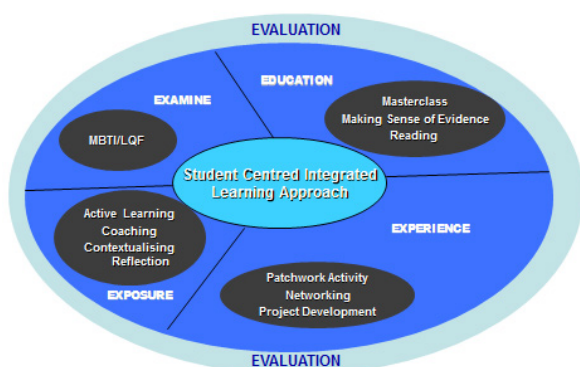 EVALUATION
EDUCATION
EXAMINE
Masterclass
Making Sense of Evidence
Reading
MBTI/LQF
Student Centred Integrated
Learning Approach
Active Learning
Coaching
Contextualising
Reflection
EXPOSURE
EXPERIENCE
Patchwork Activity
Networking
Project Development
EVALUATION